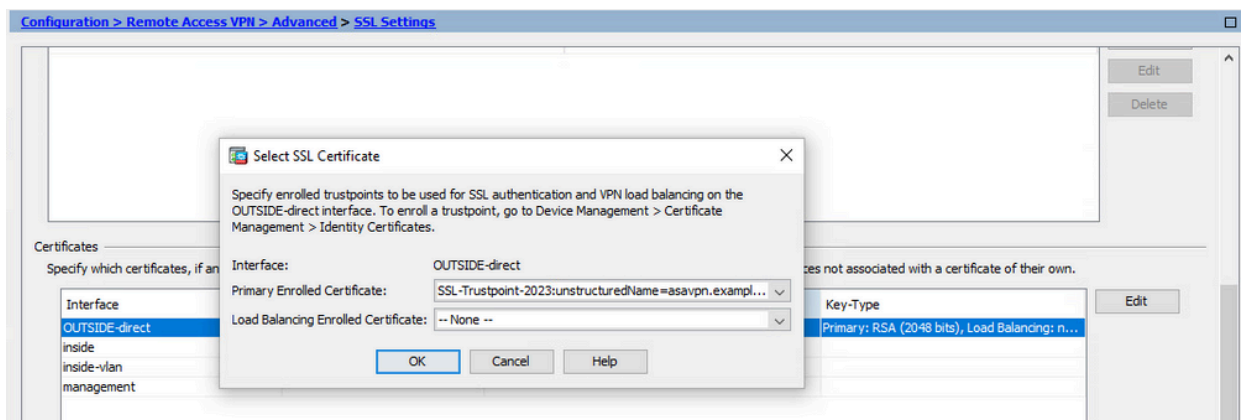 Configuration > Remote Access VPN > Advanced > SSL Settings
Edit
Delete
Select SSL Certificate
Specify enrolled trustpoints to be used for SSL authentication and VPN load balancing on the
OUTSIDE-direct interface. To enroll a trustpoint, go to Device Management > Certificate
Management > Identity Certificates.
Interface: OUTSIDE-direct
Primary Enrolled Certificate: SSL-Trustpoint-2023:unstructuredName=asavpn.exampl...
Load Balancing Enrolled Certificate: -- None --
OK Cancel Help
Certificates
Specify which certificates, if an ces not associated with a certificate of their own.
Interface Key-Type Edit
OUTSIDE-direct Primary: RSA (2048 bits), Load Balancing: n...
inside
inside-vlan
management